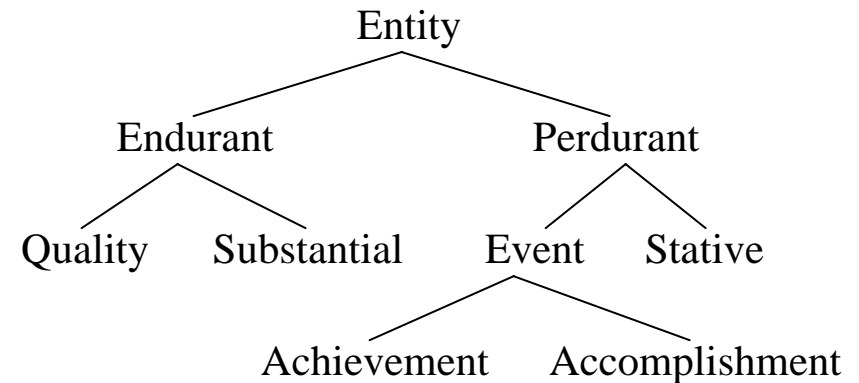 Entity
Endurant Perdurant
Quality Substantial Event Stative
Achievement Accomplishment